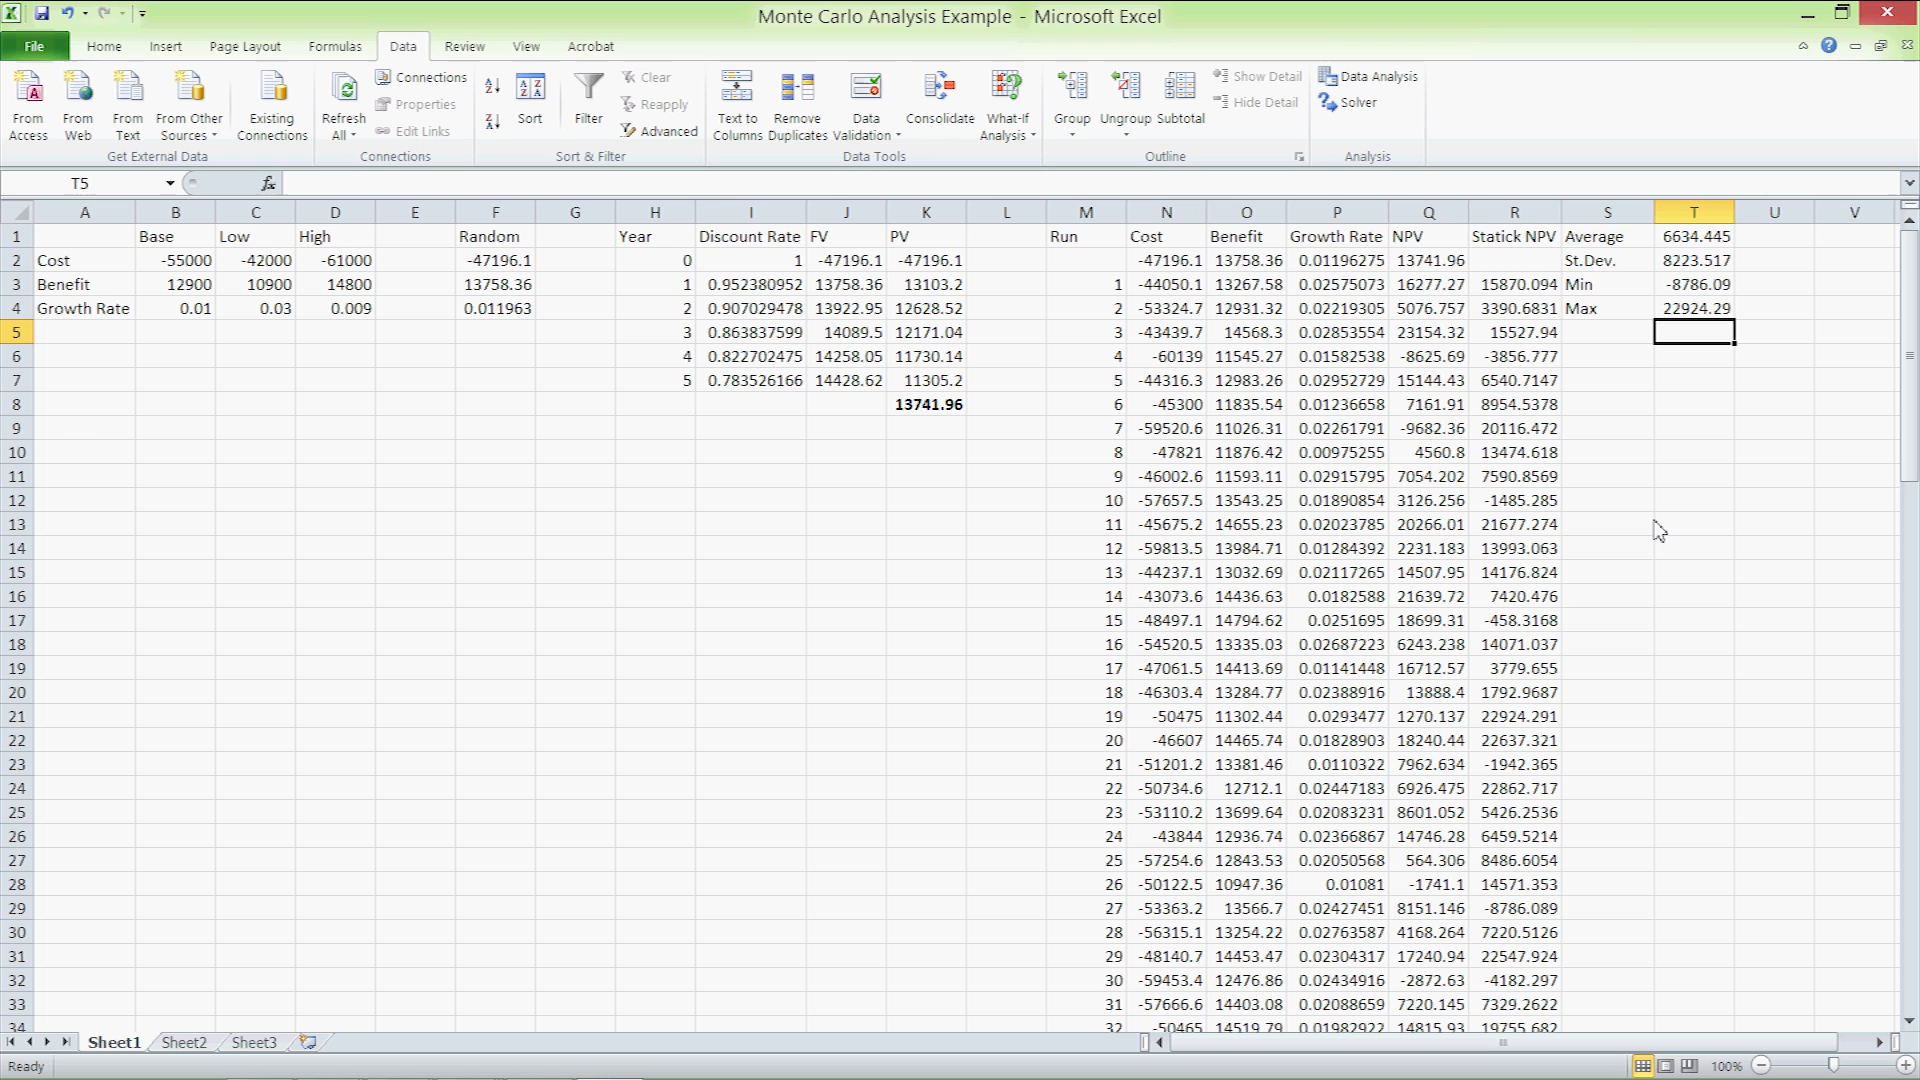 Monte Carlo Analysis Example - Microsoft Excel
File Home Insert Page Layout Formulas Data Review View Acrobat
From Access From Web From Text From Other Sources Existing Connections
Get External Data
Refresh All Connections Properties Edit Links
Connections
Sort Filter Clear Reapply Advanced
Sort & Filter
Text to Columns Remove Duplicates Data Validation Consolidate What-If Analysis
Data Tools
Group Ungroup Subtotal Show Detail Hide Detail
Outline
Data Analysis Solver
Analysis
T5 fx
A B C D E F G H I J K L M N O P Q R S T U V
1 Base Low High Random Year Discount Rate FV PV Run Cost Benefit Growth Rate NPV Statick NPV Average 6634.445
2 Cost -55000 -42000 -61000 -47196.1 0 1 -47196.1 -47196.1 -47196.1 13758.36 0.01196275 13741.96 St.Dev. 8223.517
3 Benefit 12900 10900 14800 13758.36 1 0.952380952 13758.36 13103.2 1 -44050.1 13267.58 0.02575073 16277.27 15870.094 Min -8786.09
4 Growth Rate 0.01 0.03 0.009 0.011963 2 0.907029478 13922.95 12628.52 2 -53324.7 12931.32 0.02219305 5076.757 3390.6831 Max 22924.29
5 3 0.863837599 14089.5 12171.04 3 -43439.7 14568.3 0.02853554 23154.32 15527.94
6 4 0.822702475 14258.05 11730.14 4 -60139 11545.27 0.01582538 -8625.69 -3856.777
7 5 0.783526166 14428.62 11305.2 5 -44316.3 12983.26 0.02952729 15144.43 6540.7147
8 13741.96 6 -45300 11835.54 0.01236658 7161.91 8954.5378
9 7 -59520.6 11026.31 0.02261791 -9682.36 20116.472
10 8 -47821 11876.42 0.00975255 4560.8 13474.618
11 9 -46002.6 11593.11 0.02915795 7054.202 7590.8569
12 10 -57657.5 13543.25 0.01890854 3126.256 -1485.285
13 11 -45675.2 14655.23 0.02023785 20266.01 21677.274
14 12 -59813.5 13984.71 0.01284392 2231.183 13993.063
15 13 -44237.1 13032.69 0.02117265 14507.95 14176.824
16 14 -43073.6 14436.63 0.0182588 21639.72 7420.476
17 15 -48497.1 14794.62 0.0251695 18699.31 -458.3168
18 16 -54520.5 13335.03 0.02687223 6243.238 14071.037
19 17 -47061.5 14413.69 0.01141448 16712.57 3779.655
20 18 -46303.4 13284.77 0.02388916 13888.4 1792.9687
21 19 -50475 11302.44 0.0293477 1270.137 22924.291
22 20 -46607 14465.74 0.01828903 18240.44 22637.321
23 21 -51201.2 13381.46 0.0110322 7962.634 -1942.365
24 22 -50734.6 12712.1 0.02447183 6926.475 22862.717
25 23 -53110.2 13699.64 0.02083231 8601.052 5426.2536
26 24 -43844 12936.74 0.02366867 14746.28 6459.5214
27 25 -57254.6 12843.53 0.02050568 564.306 8486.6054
28 26 -50122.5 10947.36 0.01081 -1741.1 14571.353
29 27 -53363.2 13566.7 0.02427451 8151.146 -8786.089
30 28 -56315.1 13254.22 0.02763587 4168.264 7220.5126
31 29 -48140.7 14453.47 0.02304317 17240.94 22547.924
32 30 -59453.4 12476.86 0.02434916 -2872.63 -4182.297
33 31 -57666.6 14403.08 0.02088659 7220.145 7329.2622
34 32 -50465 14519.79 0.01982922 14815.93 19755.682
Sheet1 Sheet2 Sheet3
Ready 100%